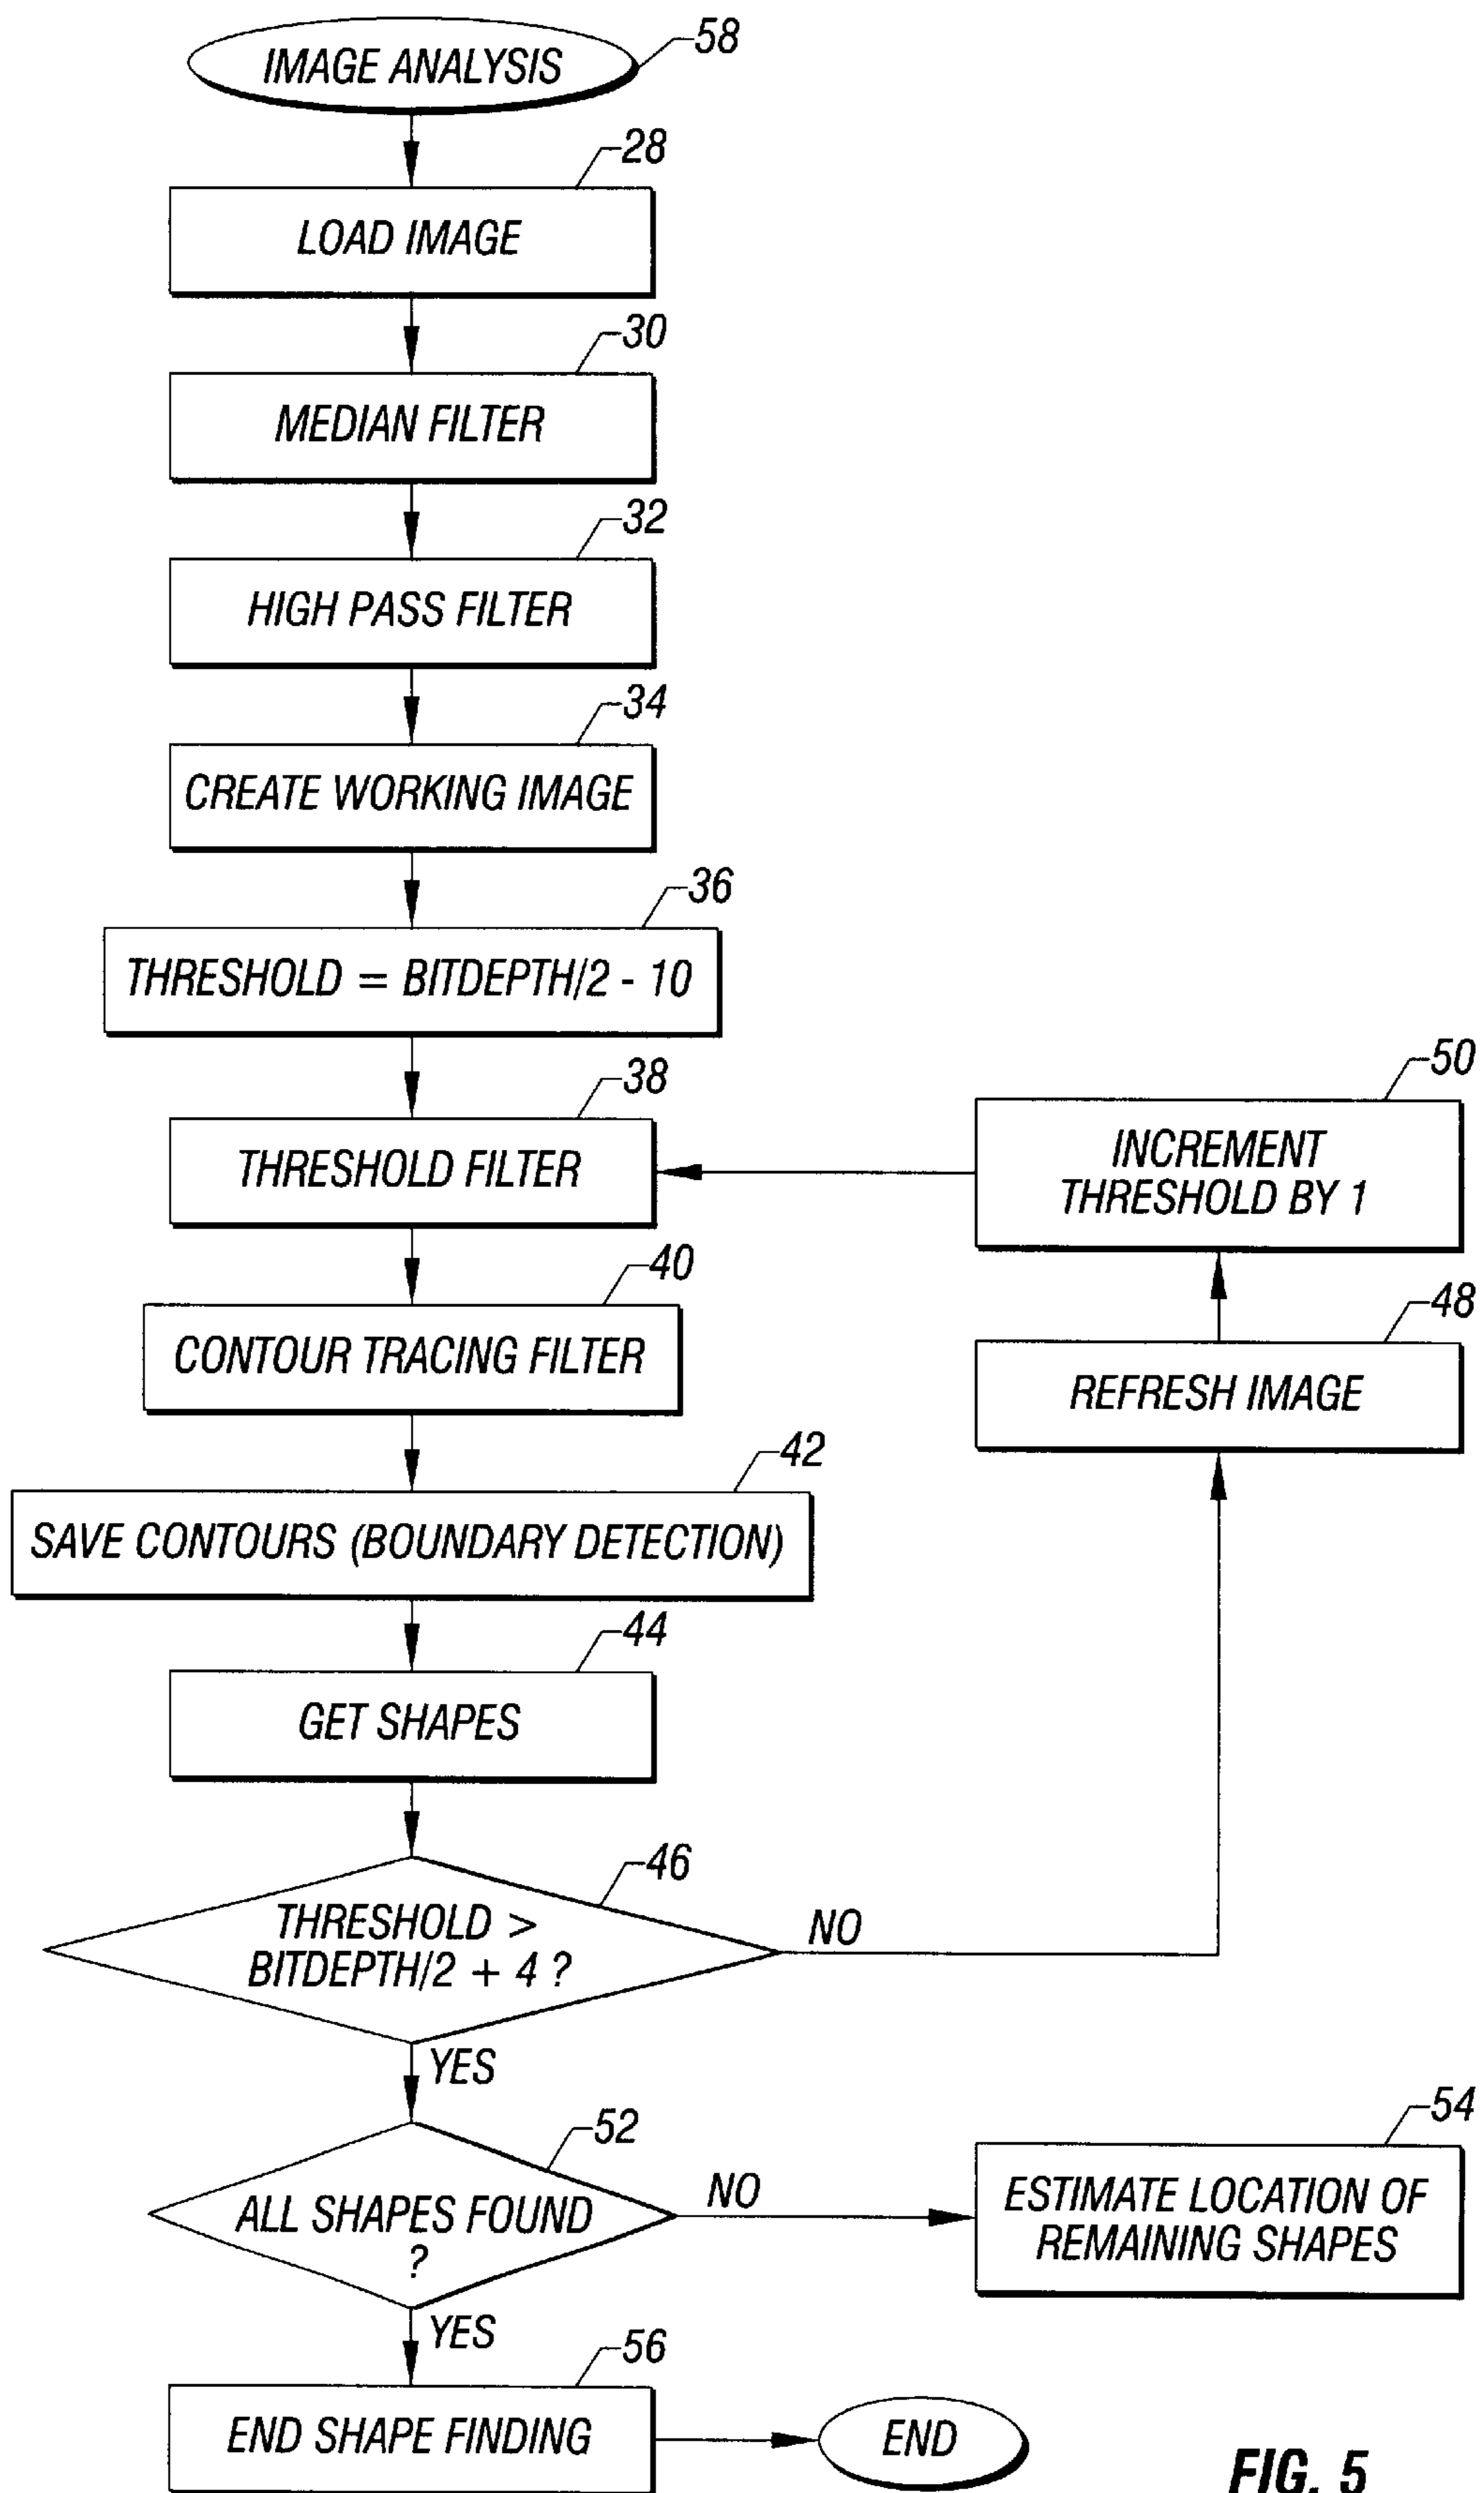 IMAGE ANALYSIS
58
28
LOAD IMAGE
30
MEDIAN FILTER
32
HIGH PASS FILTER
34
CREATE WORKING IMAGE
36
THRESHOLD = BITDEPTH/2 - 10
38
THRESHOLD FILTER
50
INCREMENT
THRESHOLD BY 1
40
CONTOUR TRACING FILTER
48
REFRESH IMAGE
42
SAVE CONTOURS (BOUNDARY DETECTION)
44
GET SHAPES
46
THRESHOLD >
BITDEPTH/2 + 4 ?
NO
YES
52
ALL SHAPES FOUND
?
NO
54
ESTIMATE LOCATION OF
REMAINING SHAPES
YES
56
END SHAPE FINDING
END
FIG. 5